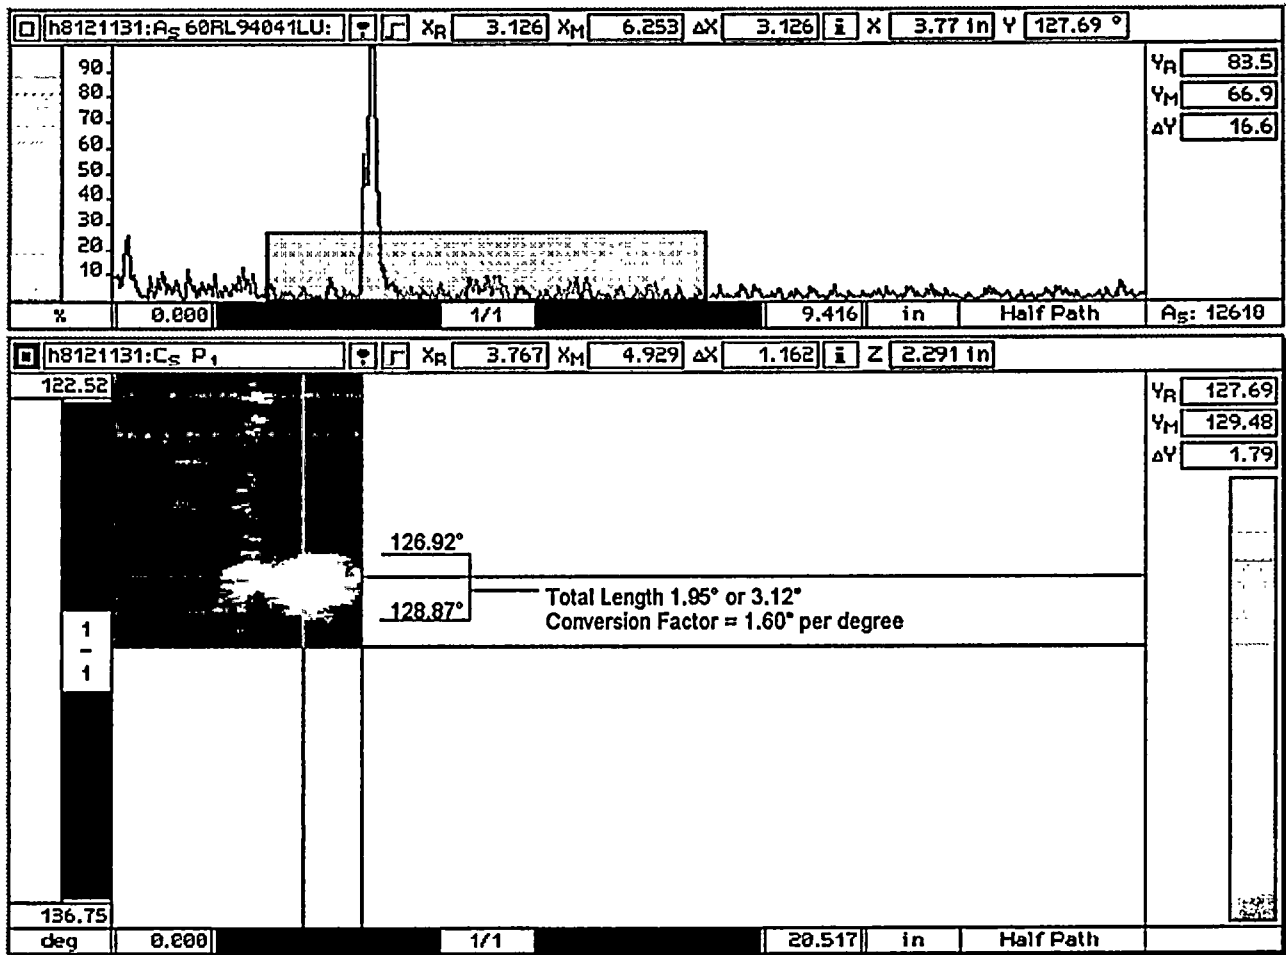 h8121131:AS 60RL94041LU: XR 3.126 XM 6.253 ΔX 3.126 i X 3.77 in Y 127.69 °
90
80
70
60
50
40
30
20
10
YR 83.5
YM 66.9
ΔY 16.6
% 0.000 1/1 9.416 in Half Path AS: 12610
h8121131:CS P1 XR 3.767 XM 4.929 ΔX 1.162 i Z 2.291 in
122.52
YR 127.69
YM 129.48
ΔY 1.79
126.92°
128.87°
Total Length 1.95° or 3.12"
Conversion Factor = 1.60" per degree
1
–
1
136.75
deg 0.000 1/1 20.517 in Half Path